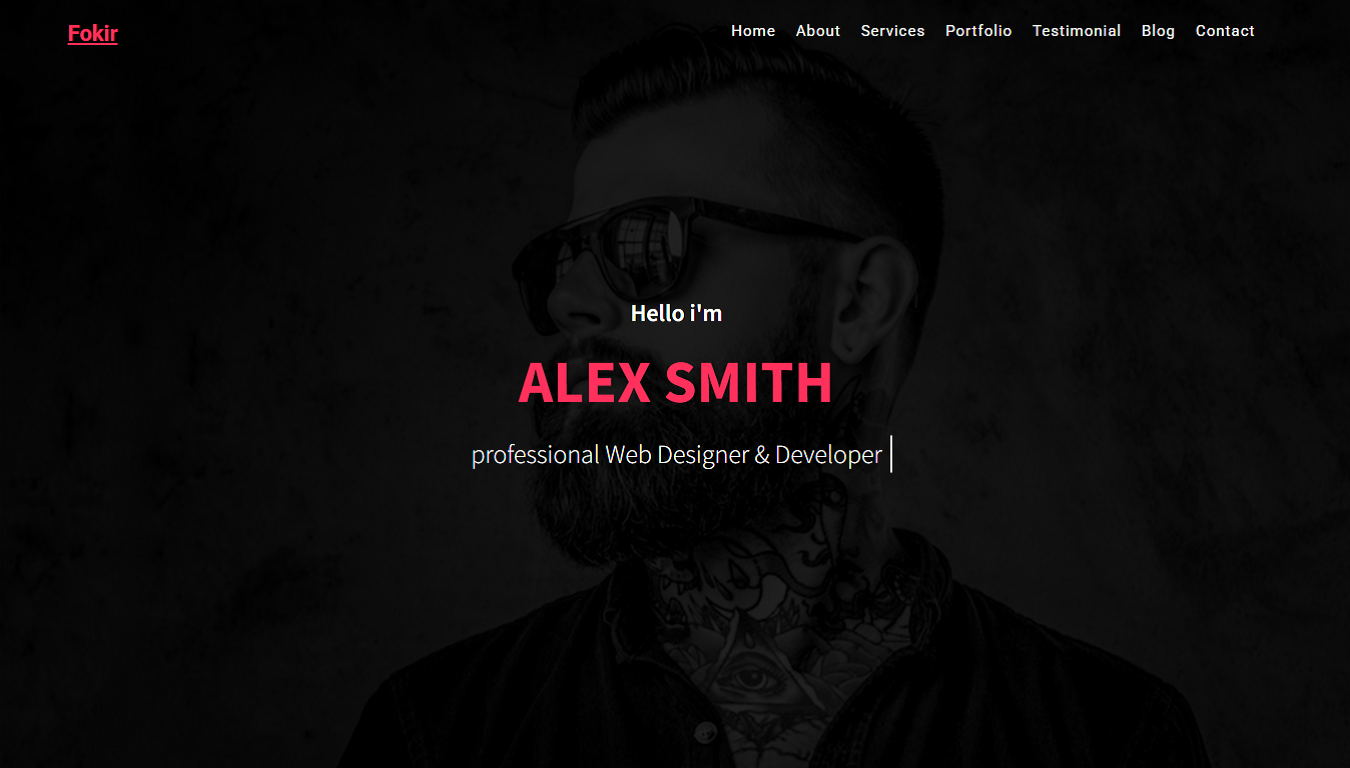 Fokir
Home About Services Portfolio Testimonial Blog Contact
Hello i'm
ALEX SMITH
professional Web Designer & Developer